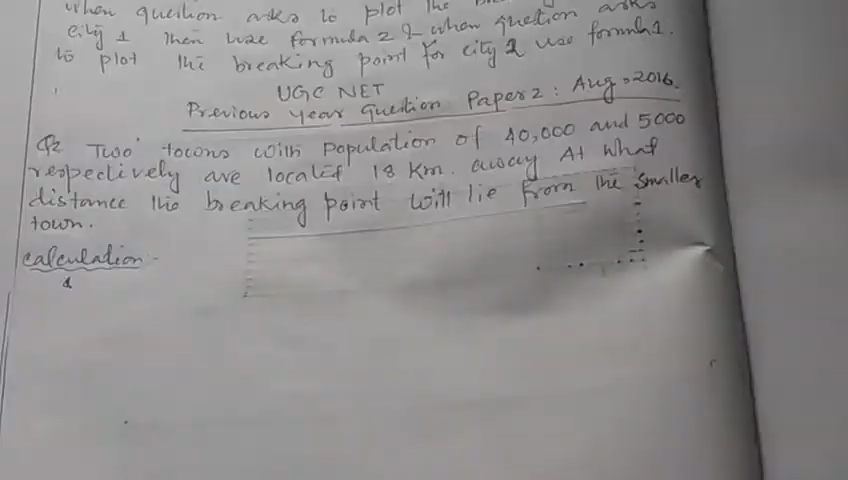 when question asks to plot the
city 1 then use formula 2 & when question asks
to plot the breaking point for city 2 use formula 1.
UGC NET
Previous year Question Paper 2: Aug, 2016.
Q2 Two towns with population of 40,000 and 5000
respectively are located 18 Km. away At what
distance the breaking point will lie from the smaller
town.
calculation -